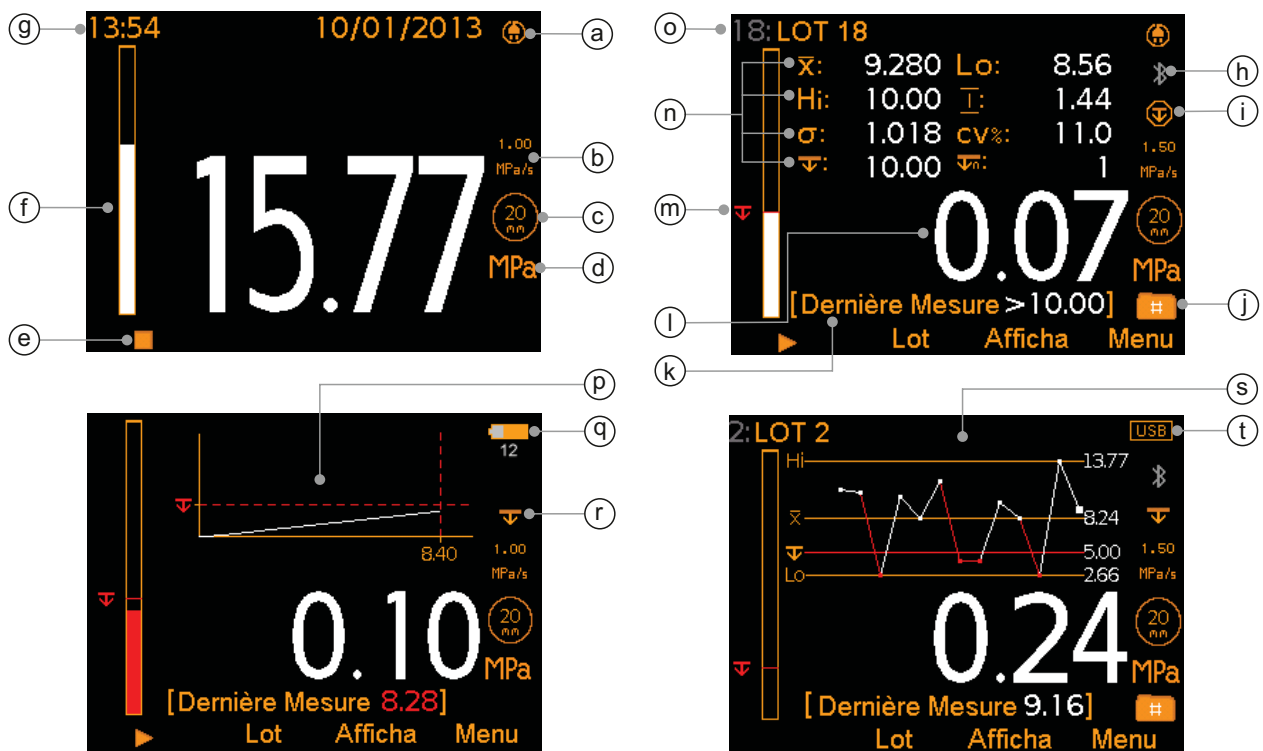 g 13:54 10/01/2013 a
1.00
MPa/s b
f 15.77 20 mm c
MPa d
e
o 18: LOT 18
x̅: 9.280 Lo: 8.56 h
n Hi: 10.00 I: 1.44 i
σ: 1.018 cv%: 11.0 1.50
10.00 n: 1 MPa/s
m 20 mm
0.07 MPa
l [Dernière Mesure >10.00] # j
k Lot Afficha Menu
p
q
12
r
8.40 1.00
MPa/s
20 mm
0.10 MPa
[Dernière Mesure 8.28]
Lot Afficha Menu
s
2: LOT 2 USB t
Hi 13.77
x̅ 8.24
5.00 1.50
Lo 2.66 MPa/s
20 mm
0.24 MPa
[Dernière Mesure 9.16] #
Lot Afficha Menu